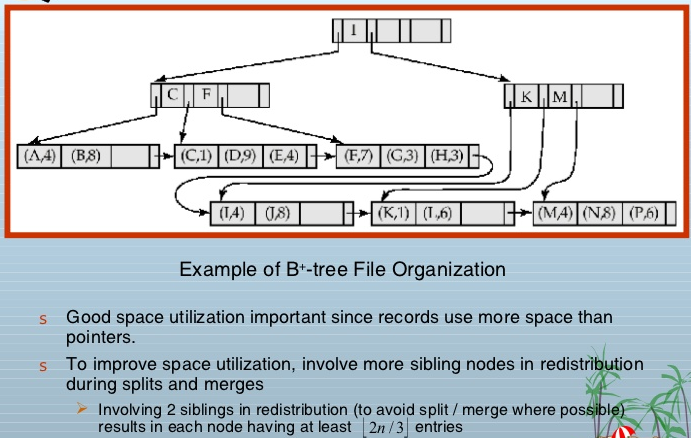 I
C F
K M
(A,4) (B,8) (C,1) (D,9) (E,4) (F,7) (G,3) (H,3)
(I,4) (J,8) (K,1) (L,6) (M,4) (N,8) (P,6)
Example of B+-tree File Organization
s Good space utilization important since records use more space than
pointers.
s To improve space utilization, involve more sibling nodes in redistribution
during splits and merges
Involving 2 siblings in redistribution (to avoid split / merge where possible)
results in each node having at least ⌊2n / 3⌋ entries